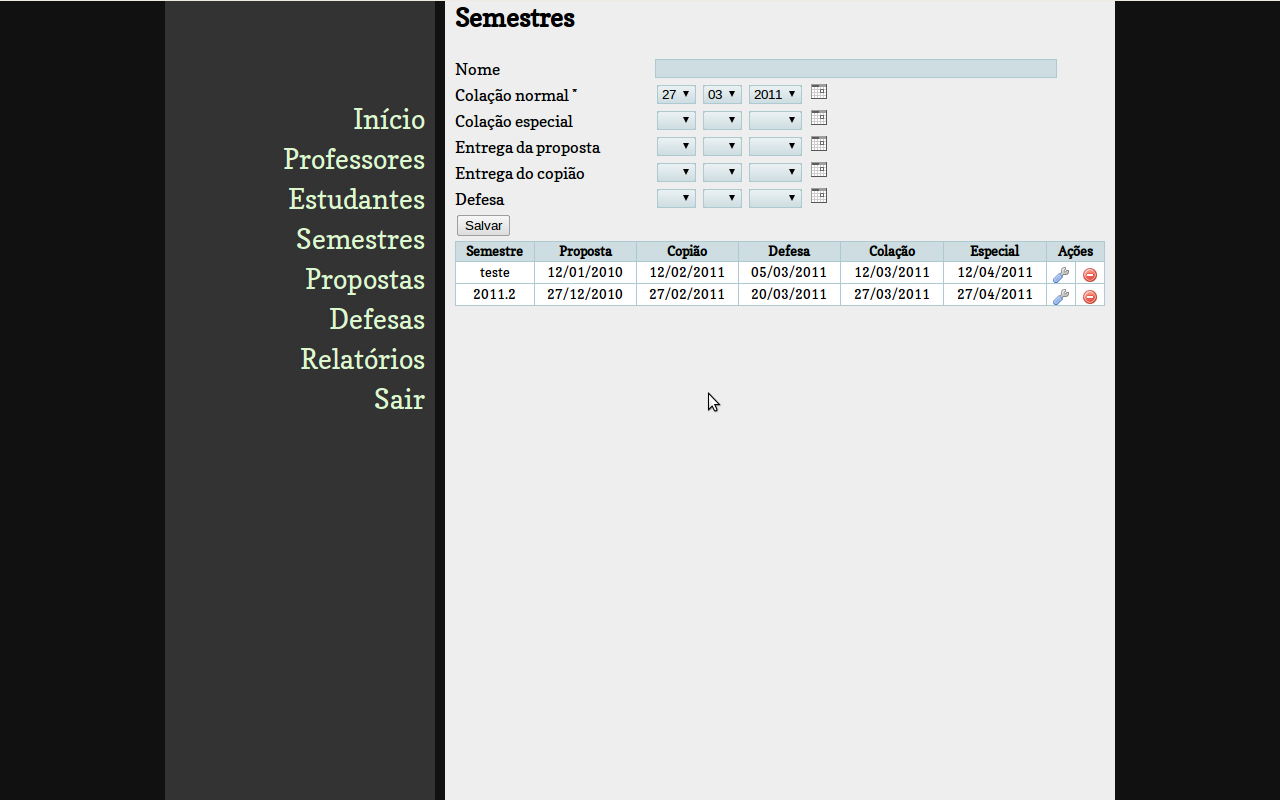 Semestres
Início
Professores
Estudantes
Semestres
Propostas
Defesas
Relatórios
Sair
Nome
Colação normal * 27 03 2011
Colação especial
Entrega da proposta
Entrega do copião
Defesa
Salvar
Semestre Proposta Copião Defesa Colação Especial Ações
teste 12/01/2010 12/02/2011 05/03/2011 12/03/2011 12/04/2011
2011.2 27/12/2010 27/02/2011 20/03/2011 27/03/2011 27/04/2011